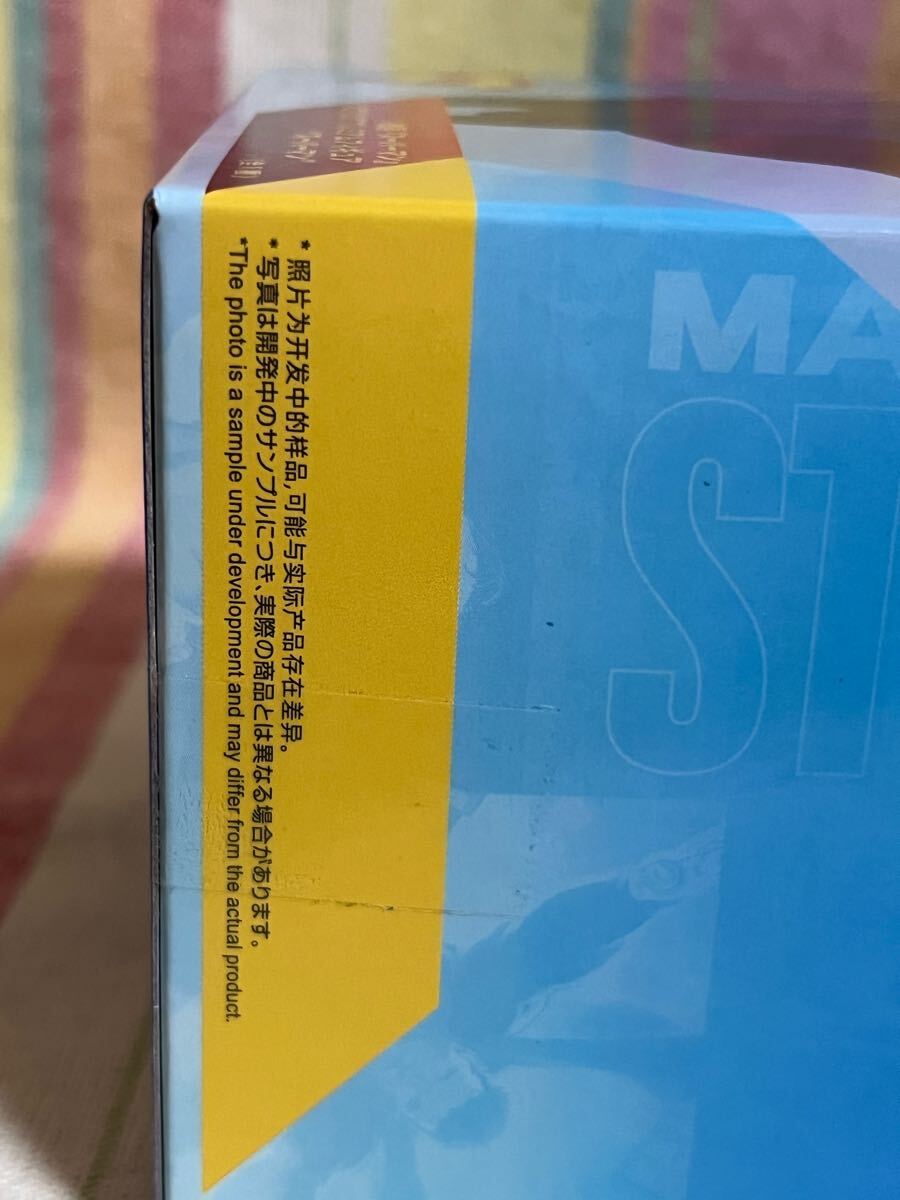 * 照片为开发中的样品,可能与实际产品存在差异。
* 写真は開発中のサンプルにつき、実際の商品とは異なる場合があります。
*The photo is a sample under development and may differ from the actual product.
MA
ST